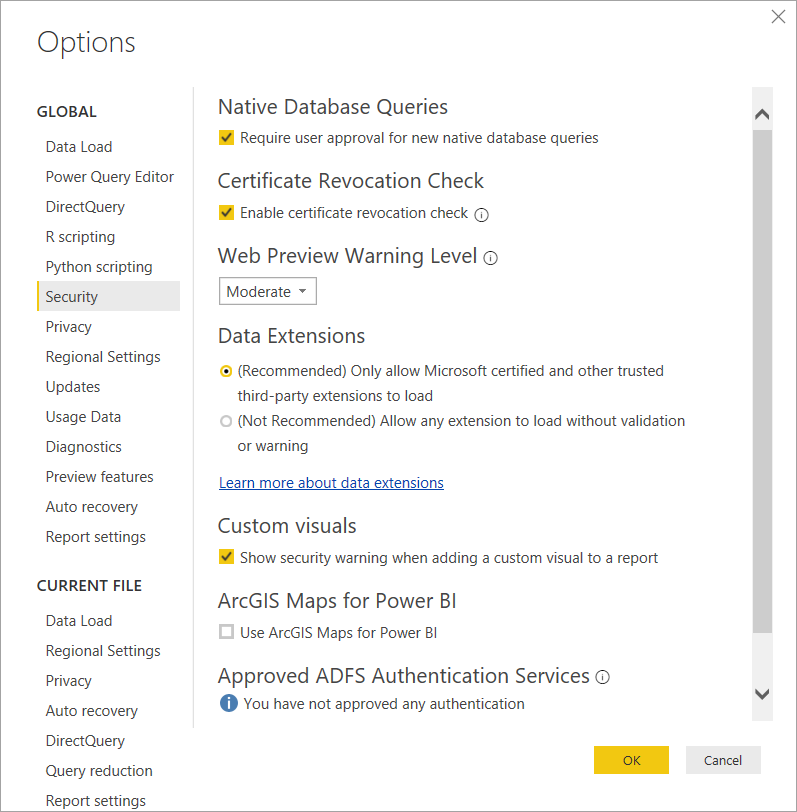 Options
GLOBAL
Data Load
Power Query Editor
DirectQuery
R scripting
Python scripting
Security
Privacy
Regional Settings
Updates
Usage Data
Diagnostics
Preview features
Auto recovery
Report settings
CURRENT FILE
Data Load
Regional Settings
Privacy
Auto recovery
DirectQuery
Query reduction
Report settings
Native Database Queries
Require user approval for new native database queries
Certificate Revocation Check
Enable certificate revocation check
Web Preview Warning Level
Moderate
Data Extensions
(Recommended) Only allow Microsoft certified and other trusted
third-party extensions to load
(Not Recommended) Allow any extension to load without validation
or warning
Learn more about data extensions
Custom visuals
Show security warning when adding a custom visual to a report
ArcGIS Maps for Power BI
Use ArcGIS Maps for Power BI
Approved ADFS Authentication Services
You have not approved any authentication
OK
Cancel